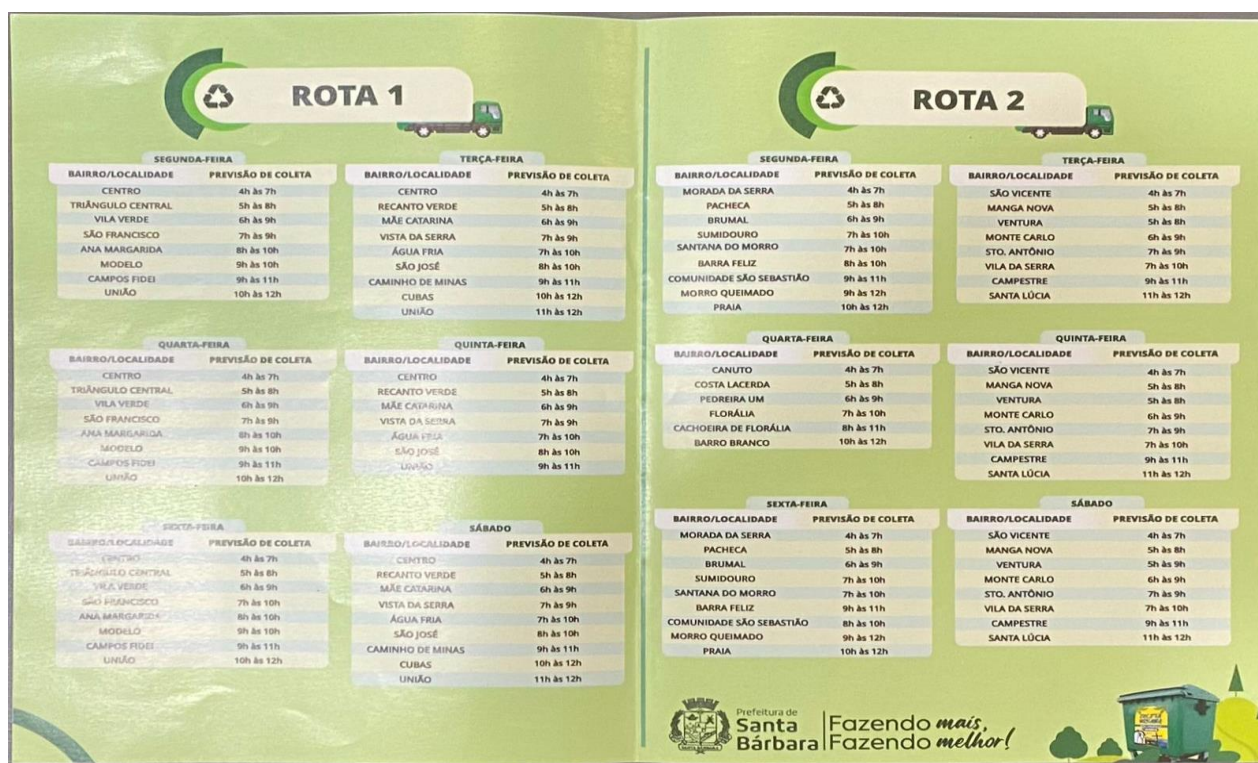 ROTA 1
SEGUNDA-FEIRA
BAIRRO/LOCALIDADE PREVISÃO DE COLETA
CENTRO 4h às 7h
TRIÂNGULO CENTRAL 5h às 8h
VILA VERDE 6h às 9h
SÃO FRANCISCO 7h às 9h
ANA MARGARIDA 8h às 10h
MODELO 9h às 10h
CAMPOS FIDEI 9h às 11h
UNIÃO 10h às 12h
TERÇA-FEIRA
BAIRRO/LOCALIDADE PREVISÃO DE COLETA
CENTRO 4h às 7h
RECANTO VERDE 5h às 8h
MÃE CATARINA 6h às 9h
VISTA DA SERRA 7h às 9h
ÁGUA FRIA 7h às 10h
SÃO JOSÉ 8h às 10h
CAMINHO DE MINAS 9h às 11h
CUBAS 10h às 12h
UNIÃO 11h às 12h
QUARTA-FEIRA
BAIRRO/LOCALIDADE PREVISÃO DE COLETA
CENTRO 4h às 7h
TRIÂNGULO CENTRAL 5h às 8h
VILA VERDE 6h às 9h
SÃO FRANCISCO 7h às 9h
ANA MARGARIDA 8h às 10h
MODELO 9h às 10h
CAMPOS FIDEI 9h às 11h
UNIÃO 10h às 12h
QUINTA-FEIRA
BAIRRO/LOCALIDADE PREVISÃO DE COLETA
CENTRO 4h às 7h
RECANTO VERDE 5h às 8h
MÃE CATARINA 6h às 9h
VISTA DA SERRA 7h às 9h
ÁGUA FRIA 7h às 10h
SÃO JOSÉ 8h às 10h
UNIÃO 9h às 11h
SEXTA-FEIRA
BAIRRO/LOCALIDADE PREVISÃO DE COLETA
CENTRO 4h às 7h
TRIÂNGULO CENTRAL 5h às 8h
VILA VERDE 6h às 9h
SÃO FRANCISCO 7h às 10h
ANA MARGARIDA 8h às 10h
MODELO 9h às 10h
CAMPOS FIDEI 9h às 11h
UNIÃO 10h às 12h
SÁBADO
BAIRRO/LOCALIDADE PREVISÃO DE COLETA
CENTRO 4h às 7h
RECANTO VERDE 5h às 8h
MÃE CATARINA 6h às 9h
VISTA DA SERRA 7h às 9h
ÁGUA FRIA 7h às 10h
SÃO JOSÉ 8h às 10h
CAMINHO DE MINAS 9h às 11h
CUBAS 10h às 12h
UNIÃO 11h às 12h
ROTA 2
SEGUNDA-FEIRA
BAIRRO/LOCALIDADE PREVISÃO DE COLETA
MORADA DA SERRA 4h às 7h
PACHECA 5h às 8h
BRUMAL 6h às 9h
SUMIDOURO 7h às 10h
SANTANA DO MORRO 7h às 10h
BARRA FELIZ 8h às 10h
COMUNIDADE SÃO SEBASTIÃO 9h às 11h
MORRO QUEIMADO 9h às 12h
PRAIA 10h às 12h
TERÇA-FEIRA
BAIRRO/LOCALIDADE PREVISÃO DE COLETA
SÃO VICENTE 4h às 7h
MANGA NOVA 5h às 8h
VENTURA 5h às 8h
MONTE CARLO 6h às 9h
STO. ANTÔNIO 7h às 9h
VILA DA SERRA 7h às 10h
CAMPESTRE 9h às 11h
SANTA LÚCIA 11h às 12h
QUARTA-FEIRA
BAIRRO/LOCALIDADE PREVISÃO DE COLETA
CANUTO 4h às 7h
COSTA LACERDA 5h às 8h
PEDREIRA UM 6h às 9h
FLORÁLIA 7h às 10h
CACHOEIRA DE FLORÁLIA 8h às 11h
BARRO BRANCO 10h às 12h
QUINTA-FEIRA
BAIRRO/LOCALIDADE PREVISÃO DE COLETA
SÃO VICENTE 4h às 7h
MANGA NOVA 5h às 8h
VENTURA 5h às 8h
MONTE CARLO 6h às 9h
STO. ANTÔNIO 7h às 9h
VILA DA SERRA 7h às 10h
CAMPESTRE 9h às 11h
SANTA LÚCIA 11h às 12h
SEXTA-FEIRA
BAIRRO/LOCALIDADE PREVISÃO DE COLETA
MORADA DA SERRA 4h às 7h
PACHECA 5h às 8h
BRUMAL 6h às 9h
SUMIDOURO 7h às 10h
SANTANA DO MORRO 7h às 10h
BARRA FELIZ 9h às 11h
COMUNIDADE SÃO SEBASTIÃO 8h às 10h
MORRO QUEIMADO 9h às 12h
PRAIA 10h às 12h
SÁBADO
BAIRRO/LOCALIDADE PREVISÃO DE COLETA
SÃO VICENTE 4h às 7h
MANGA NOVA 5h às 8h
VENTURA 5h às 9h
MONTE CARLO 6h às 9h
STO. ANTÔNIO 7h às 9h
VILA DA SERRA 7h às 10h
CAMPESTRE 9h às 11h
SANTA LÚCIA 11h às 12h
Prefeitura de
Santa
Bárbara
Fazendo mais,
Fazendo melhor!